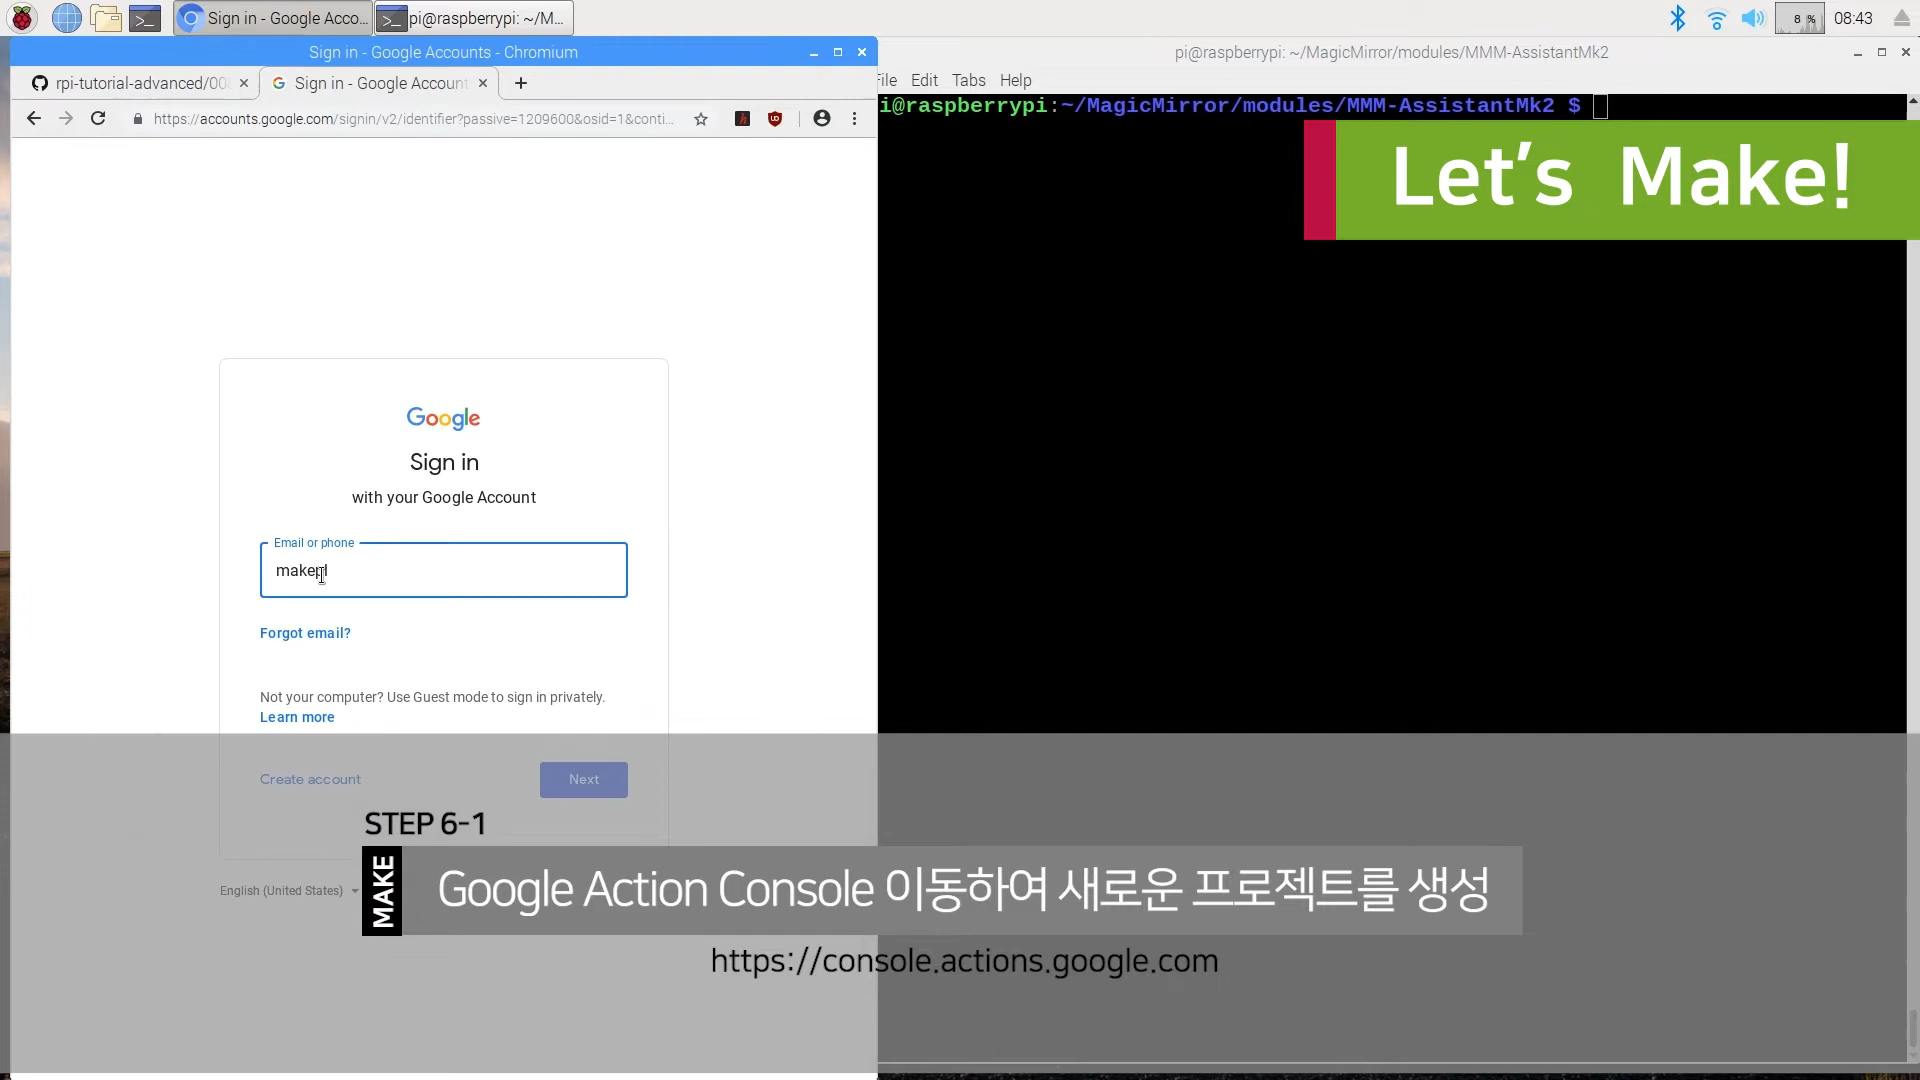 Sign in - Google Acco...
pi@raspberrypi: ~/M...
8 %
08:43
Sign in - Google Accounts - Chromium
pi@raspberrypi: ~/MagicMirror/modules/MMM-AssistantMk2
rpi-tutorial-advanced/00
Sign in - Google Account
File Edit Tabs Help
https://accounts.google.com/signin/v2/identifier?passive=1209600&osid=1&conti...
i@raspberrypi:~/MagicMirror/modules/MMM-AssistantMk2 $
Let's Make!
Google
Sign in
with your Google Account
Email or phone
Forgot email?
Not your computer? Use Guest mode to sign in privately.
Learn more
Create account
Next
STEP 6-1
MAKE
Google Action Console 이동하여 새로운 프로젝트를 생성
English (United States)
https://console.actions.google.com